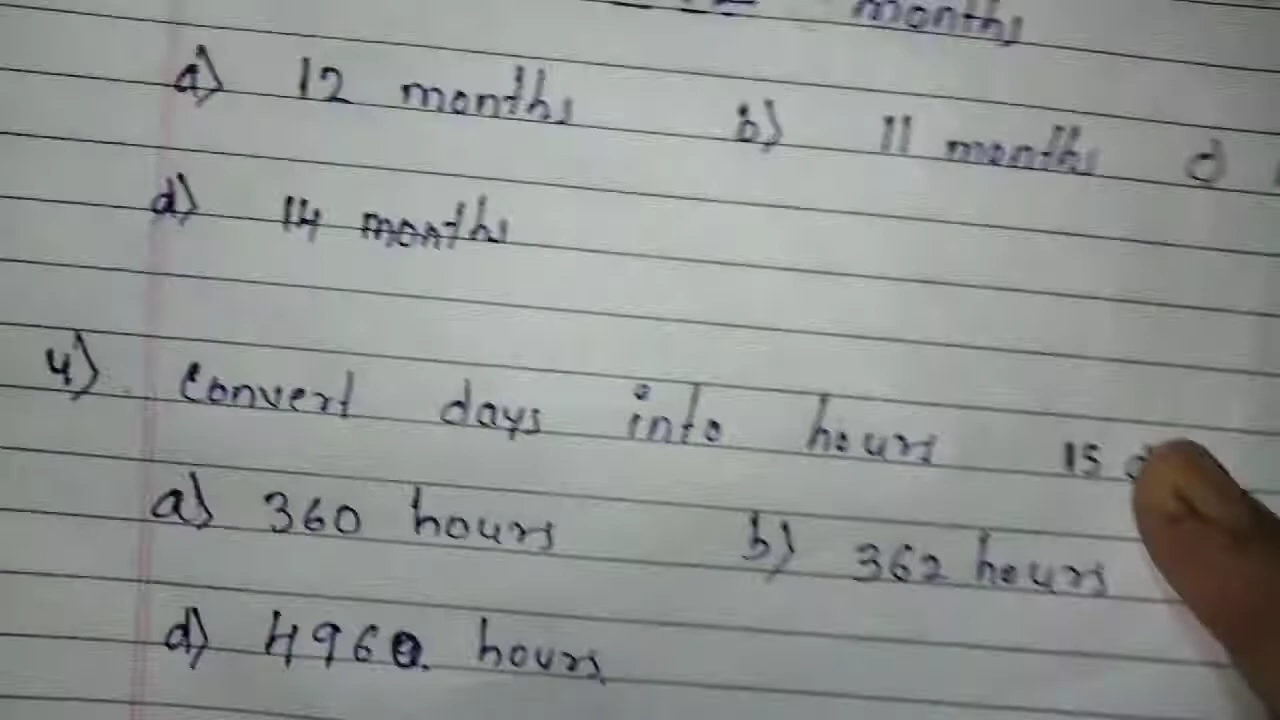 months
a) 12 months b) 11 months c)
d) 14 months
4) Convert days into hours 15
a) 360 hours b) 362 hours
d) 4960. hours